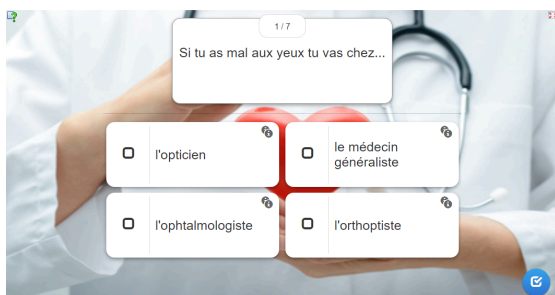 1 / 7
Si tu as mal aux yeux tu vas chez...
l'opticien
le médecin
généraliste
l'ophtalmologiste
l'orthoptiste